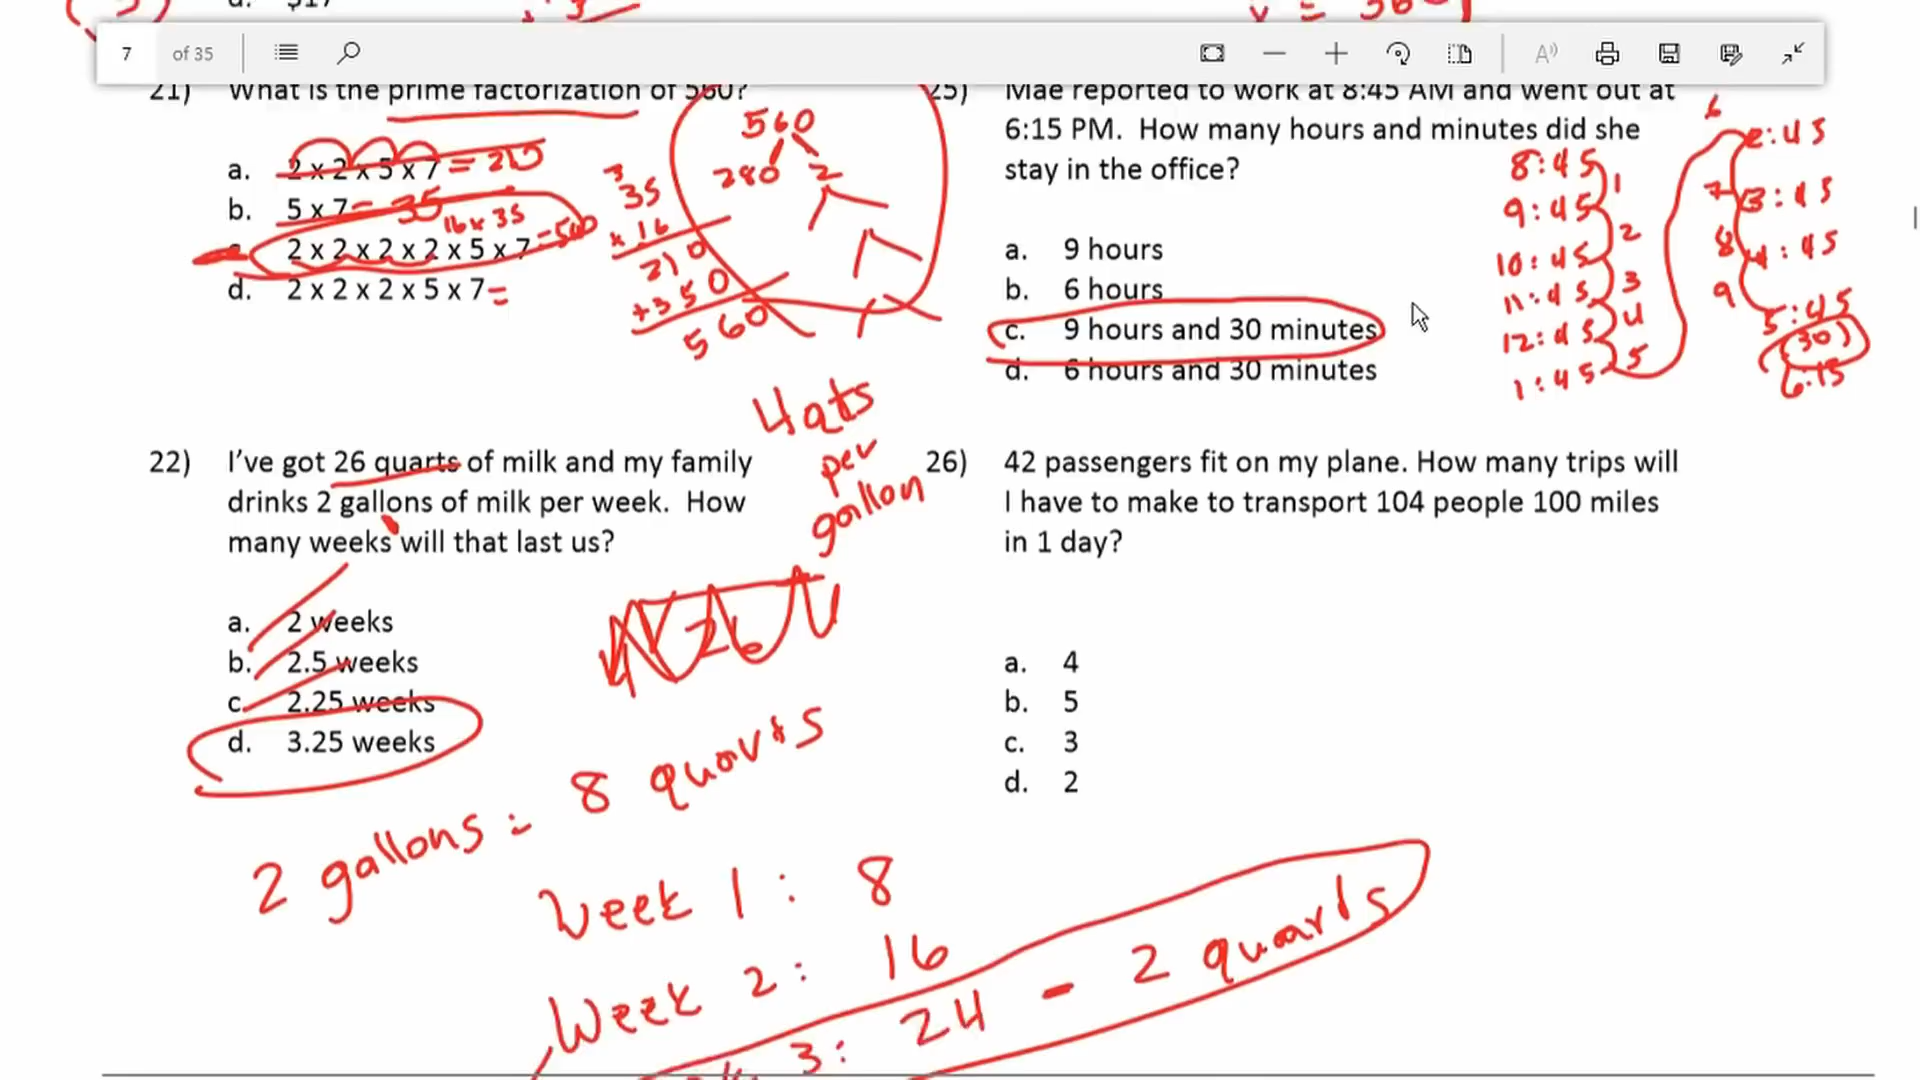 7 of 35
21) What is the prime factorization of 560?
a. 2 x 2 x 5 x 7 = 210
b. 5 x 7 = 35
16 x 35
2 x 2 x 2 x 2 x 5 x 7 = 560
d. 2 x 2 x 2 x 5 x 7 =
560
280 2
3
35
x 16
210
+350
560
22) I've got 26 quarts of milk and my family
drinks 2 gallons of milk per week. How
many weeks will that last us?
a. 2 weeks
b. 2.5 weeks
c. 2.25 weeks
d. 3.25 weeks
4 qts
per
gallon
26
2 gallons = 8 quarts
Week 1: 8
Week 2: 16
3: 24 - 2 quarts
25) Mae reported to work at 8:45 AM and went out at
6:15 PM. How many hours and minutes did she
stay in the office?
a. 9 hours
b. 6 hours
c. 9 hours and 30 minutes
d. 6 hours and 30 minutes
8:45
1
9:45
2
10:45
3
11:45
4
12:45
5
1:45
6
2:45
7
3:45
8
4:45
9
5:45
30
6:15
26) 42 passengers fit on my plane. How many trips will
I have to make to transport 104 people 100 miles
in 1 day?
a. 4
b. 5
c. 3
d. 2